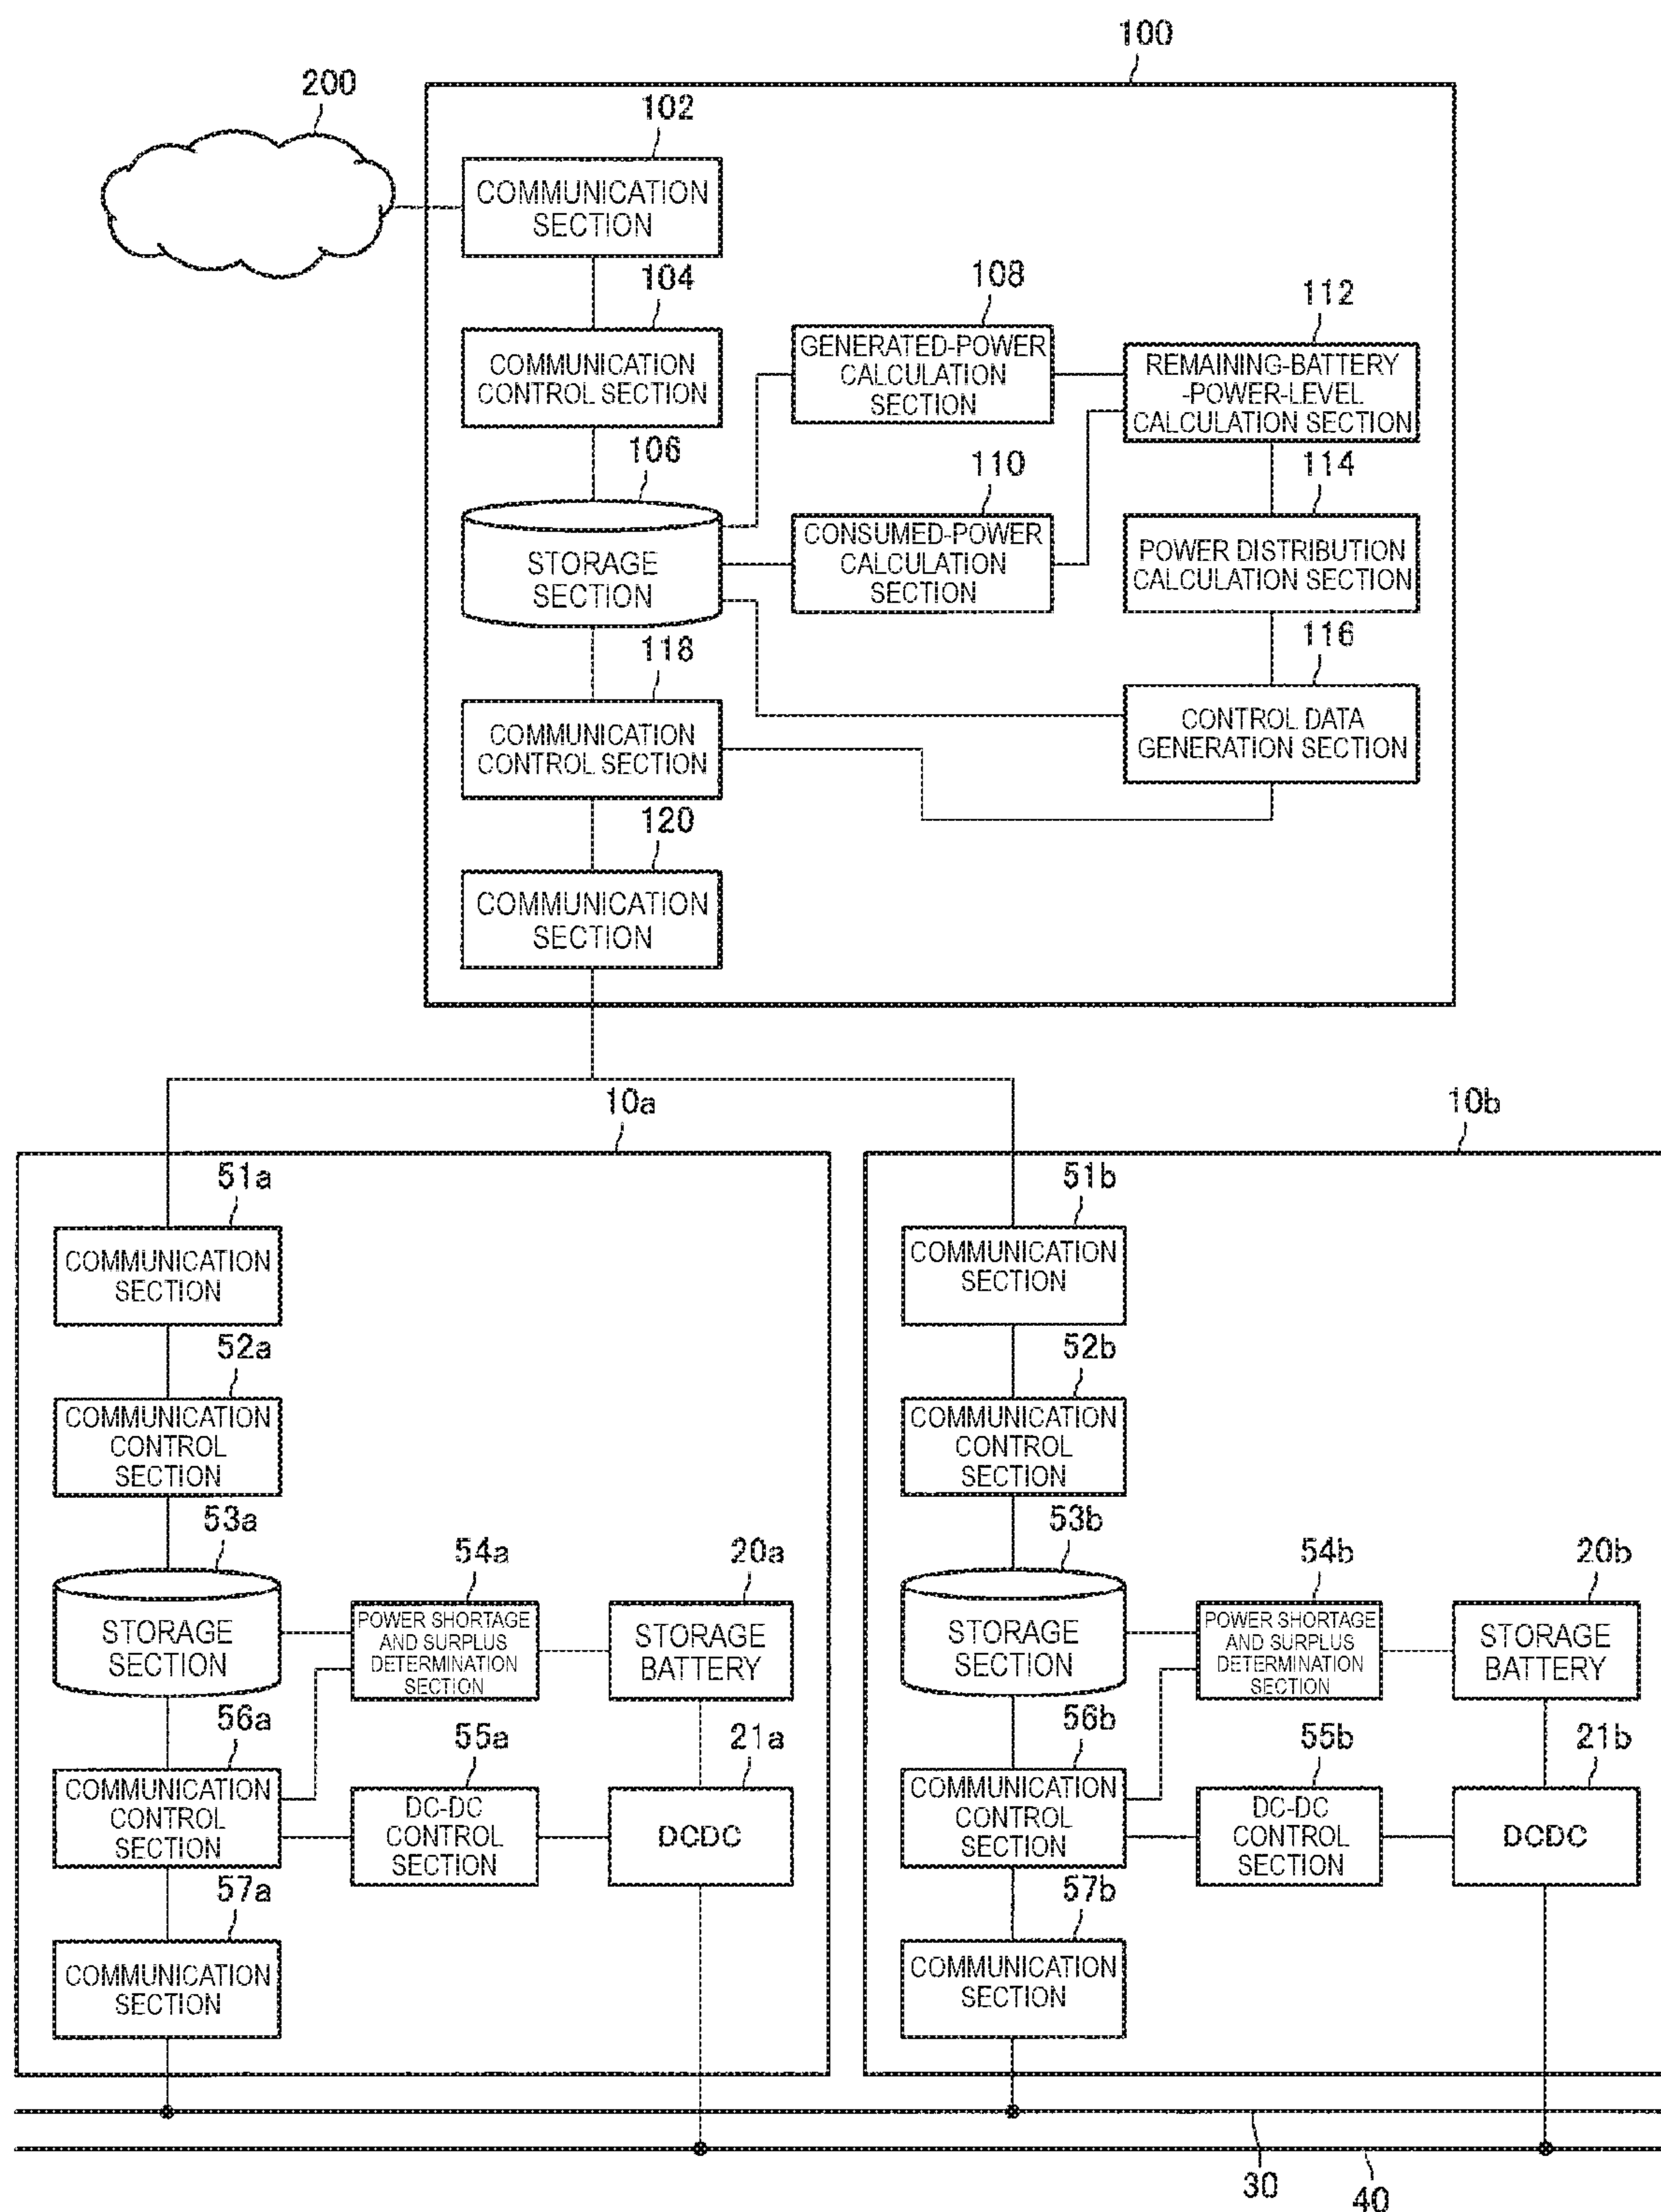 100
200
102
COMMUNICATION
SECTION
104
COMMUNICATION
CONTROL SECTION
108
GENERATED-POWER
CALCULATION
SECTION
112
REMAINING-BATTERY
-POWER-LEVEL
CALCULATION SECTION
106
STORAGE
SECTION
110
CONSUMED-POWER
CALCULATION
SECTION
114
POWER DISTRIBUTION
CALCULATION SECTION
118
COMMUNICATION
CONTROL SECTION
116
CONTROL DATA
GENERATION SECTION
120
COMMUNICATION
SECTION
10a
51a
COMMUNICATION
SECTION
52a
COMMUNICATION
CONTROL
SECTION
53a
STORAGE
SECTION
54a
POWER SHORTAGE
AND SURPLUS
DETERMINATION
SECTION
20a
STORAGE
BATTERY
56a
COMMUNICATION
CONTROL
SECTION
55a
DC-DC
CONTROL
SECTION
21a
DCDC
57a
COMMUNICATION
SECTION
10b
51b
COMMUNICATION
SECTION
52b
COMMUNICATION
CONTROL
SECTION
53b
STORAGE
SECTION
54b
POWER SHORTAGE
AND SURPLUS
DETERMINATION
SECTION
20b
STORAGE
BATTERY
56b
COMMUNICATION
CONTROL
SECTION
55b
DC-DC
CONTROL
SECTION
21b
DCDC
57b
COMMUNICATION
SECTION
30
40